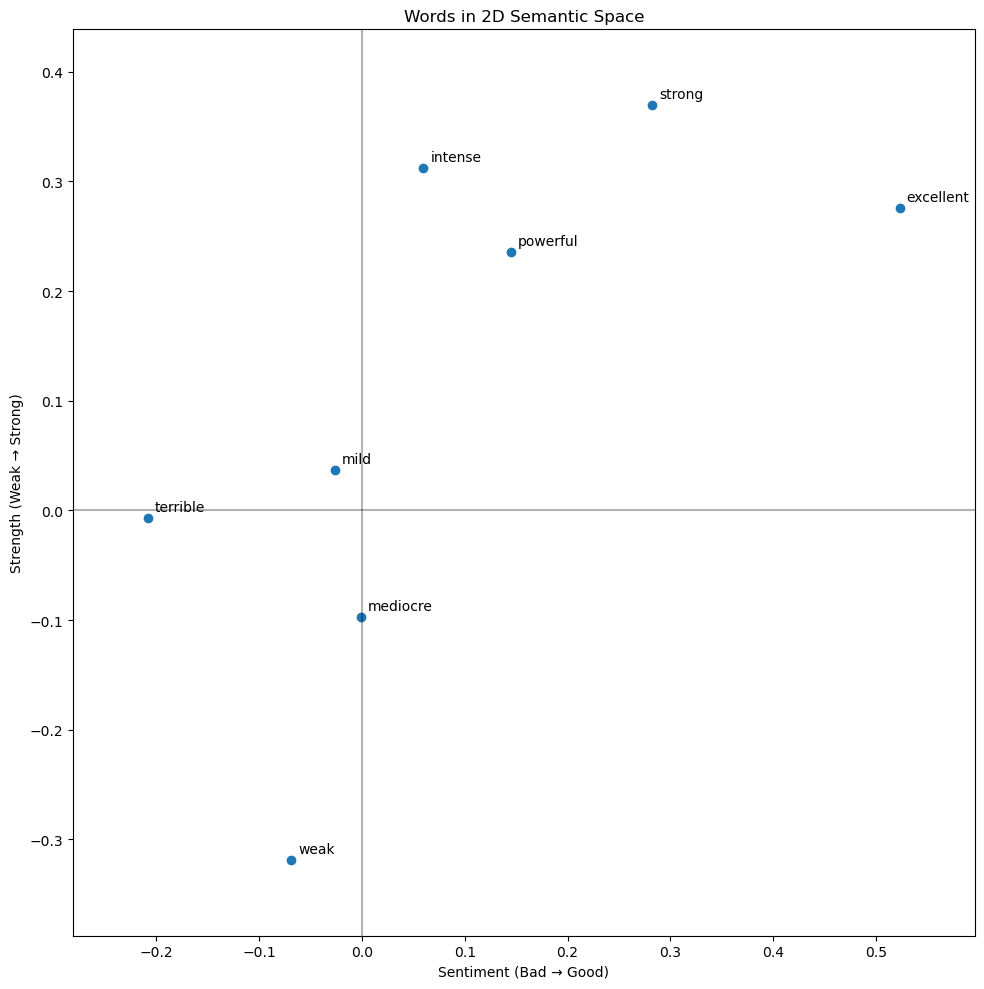 Words in 2D Semantic Space
Strength (Weak → Strong)
0.4
0.3
0.2
0.1
0.0
−0.1
−0.2
−0.3
strong
intense
excellent
powerful
mild
terrible
mediocre
weak
−0.2 −0.1 0.0 0.1 0.2 0.3 0.4 0.5
Sentiment (Bad → Good)